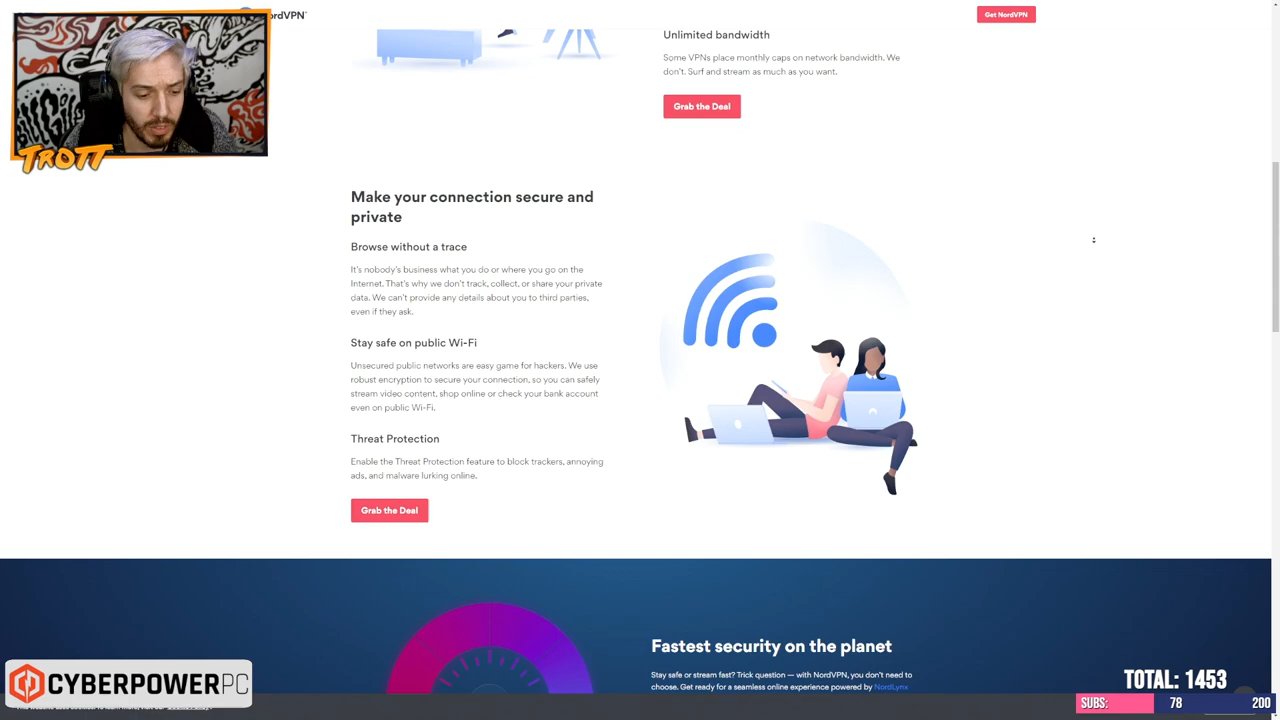 ordVPN®
Get NordVPN
TROTT
Unlimited bandwidth
Some VPNs place monthly caps on network bandwidth. We
don't. Surf and stream as much as you want.
Grab the Deal
Make your connection secure and
private
Browse without a trace
It's nobody's business what you do or where you go on the
Internet. That's why we don't track, collect, or share your private
data. We can't provide any details about you to third parties,
even if they ask.
Stay safe on public Wi-Fi
Unsecured public networks are easy game for hackers. We use
robust encryption to secure your connection, so you can safely
stream video content, shop online or check your bank account
even on public Wi-Fi.
Threat Protection
Enable the Threat Protection feature to block trackers, annoying
ads, and malware lurking online.
Grab the Deal
Fastest security on the planet
Stay safe or stream fast? Trick question — with NordVPN, you don't need to
choose. Get ready for a seamless online experience powered by NordLynx
CYBERPOWERPC
TOTAL: 1453
SUBS: 78 200